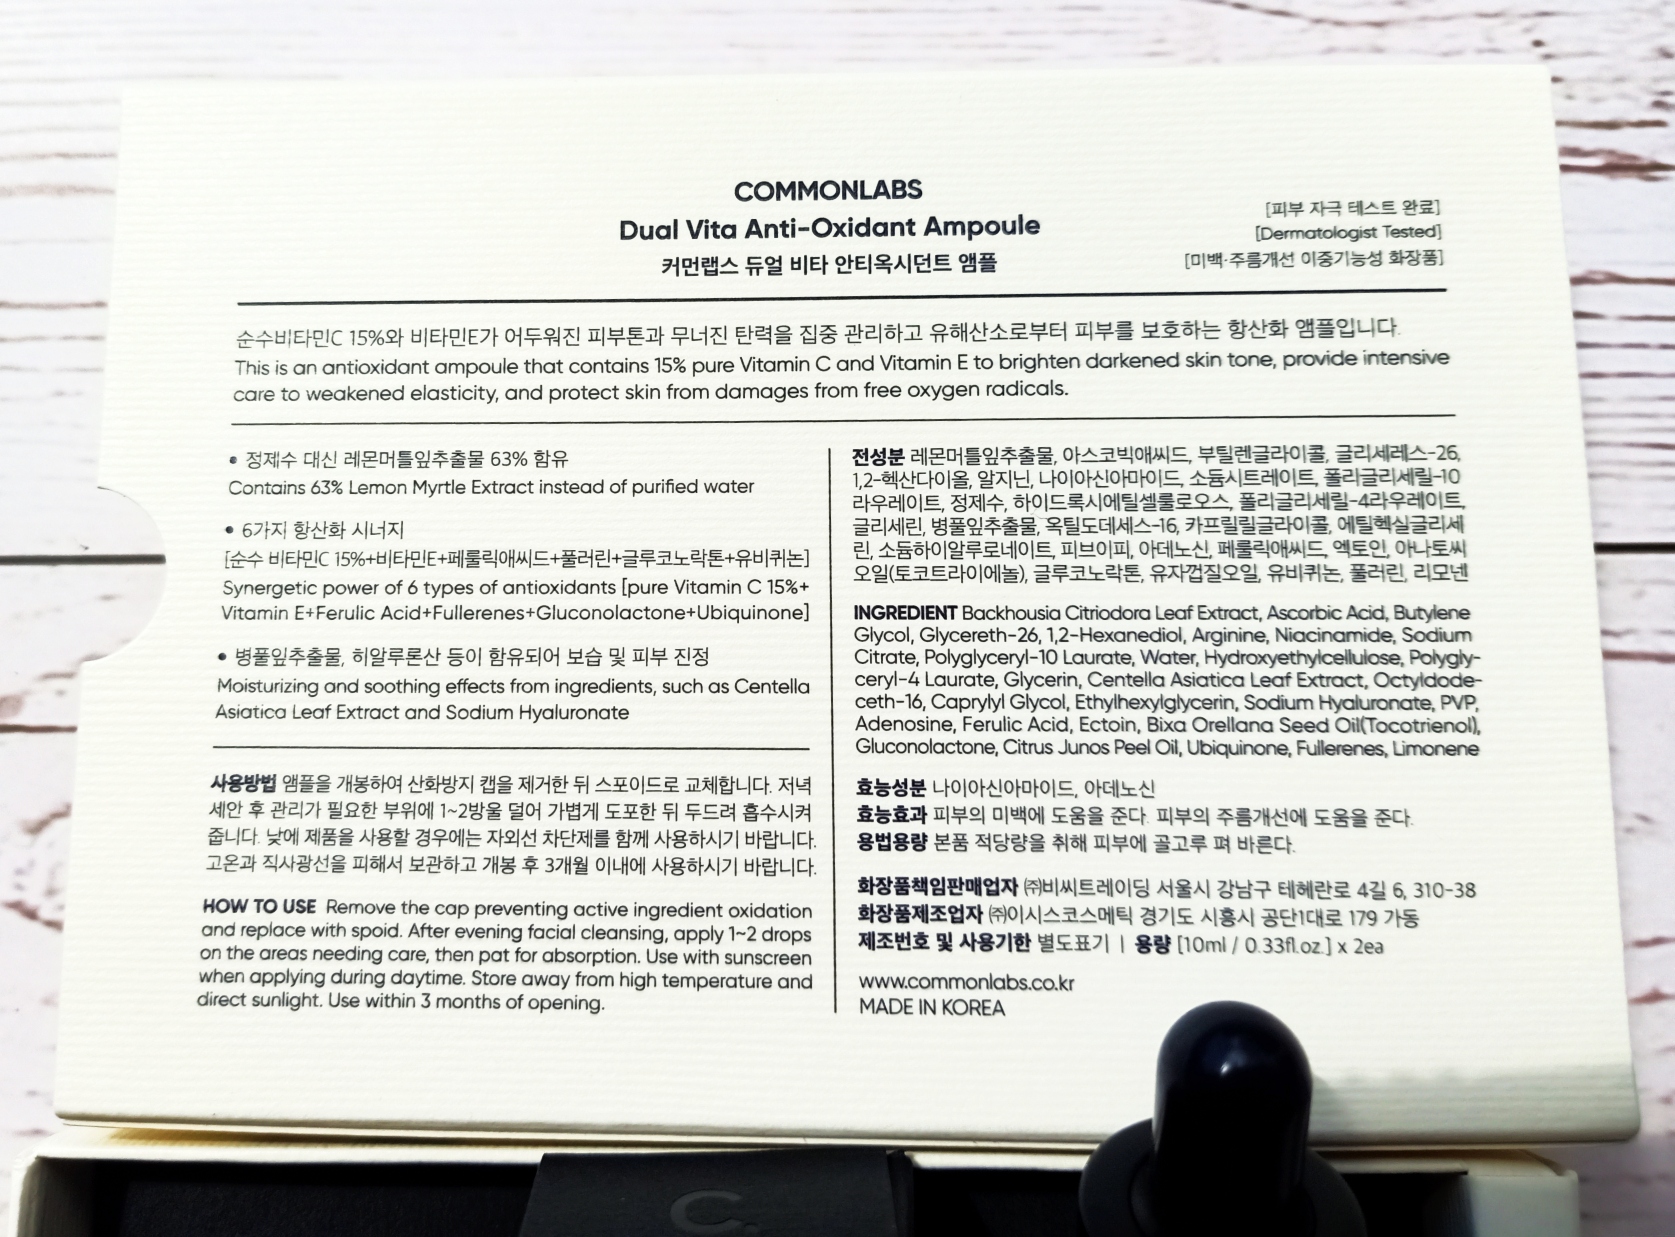 COMMONLABS
Dual Vita Anti-Oxidant Ampoule
커먼랩스 듀얼 비타 안티옥시던트 앰플
[피부 자극 테스트 완료]
[Dermatologist Tested]
[미백·주름개선 이중기능성 화장품]
순수비타민C 15%와 비타민E가 어두워진 피부톤과 무너진 탄력을 집중 관리하고 유해산소로부터 피부를 보호하는 항산화 앰플입니다.
This is an antioxidant ampoule that contains 15% pure Vitamin C and Vitamin E to brighten darkened skin tone, provide intensive
care to weakened elasticity, and protect skin from damages from free oxygen radicals.
• 정제수 대신 레몬머틀잎추출물 63% 함유
Contains 63% Lemon Myrtle Extract instead of purified water
• 6가지 항산화 시너지
[순수 비타민C 15%+비타민E+페룰릭애씨드+풀러린+글루코노락톤+유비퀴논]
Synergetic power of 6 types of antioxidants [pure Vitamin C 15%+
Vitamin E+Ferulic Acid+Fullerenes+Gluconolactone+Ubiquinone]
• 병풀잎추출물, 히알루론산 등이 함유되어 보습 및 피부 진정
Moisturizing and soothing effects from ingredients, such as Centella
Asiatica Leaf Extract and Sodium Hyaluronate
사용방법 앰플을 개봉하여 산화방지 캡을 제거한 뒤 스포이드로 교체합니다. 저녁
세안 후 관리가 필요한 부위에 1~2방울 덜어 가볍게 도포한 뒤 두드려 흡수시켜
줍니다. 낮에 제품을 사용할 경우에는 자외선 차단제를 함께 사용하시기 바랍니다.
고온과 직사광선을 피해서 보관하고 개봉 후 3개월 이내에 사용하시기 바랍니다.
HOW TO USE Remove the cap preventing active ingredient oxidation
and replace with spoid. After evening facial cleansing, apply 1~2 drops
on the areas needing care, then pat for absorption. Use with sunscreen
when applying during daytime. Store away from high temperature and
direct sunlight. Use within 3 months of opening.
전성분 레몬머틀잎추출물, 아스코빅애씨드, 부틸렌글라이콜, 글리세레스-26,
1,2-헥산다이올, 알지닌, 나이아신아마이드, 소듐시트레이트, 폴리글리세릴-10
라우레이트, 정제수, 하이드록시에틸셀룰로오스, 폴리글리세릴-4라우레이트,
글리세린, 병풀잎추출물, 옥틸도데세스-16, 카프릴릴글라이콜, 에틸헥실글리세
린, 소듐하이알루로네이트, 피브이피, 아데노신, 페룰릭애씨드, 엑토인, 아나토씨
오일(토코트라이에놀), 글루코노락톤, 유자껍질오일, 유비퀴논, 풀러린, 리모넨
INGREDIENT Backhousia Citriodora Leaf Extract, Ascorbic Acid, Butylene
Glycol, Glycereth-26, 1,2-Hexanediol, Arginine, Niacinamide, Sodium
Citrate, Polyglyceryl-10 Laurate, Water, Hydroxyethylcellulose, Polygly-
ceryl-4 Laurate, Glycerin, Centella Asiatica Leaf Extract, Octyldode-
ceth-16, Caprylyl Glycol, Ethylhexylglycerin, Sodium Hyaluronate, PVP,
Adenosine, Ferulic Acid, Ectoin, Bixa Orellana Seed Oil(Tocotrienol),
Gluconolactone, Citrus Junos Peel Oil, Ubiquinone, Fullerenes, Limonene
효능성분 나이아신아마이드, 아데노신
효능효과 피부의 미백에 도움을 준다. 피부의 주름개선에 도움을 준다.
용법용량 본품 적당량을 취해 피부에 골고루 펴 바른다.
화장품책임판매업자 ㈜비씨트레이딩 서울시 강남구 테헤란로 4길 6, 310-38
화장품제조업자 ㈜이시스코스메틱 경기도 시흥시 공단1대로 179 가동
제조번호 및 사용기한 별도표기 | 용량 [10ml / 0.33fl.oz.] x 2ea
www.commonlabs.co.kr
MADE IN KOREA
C.